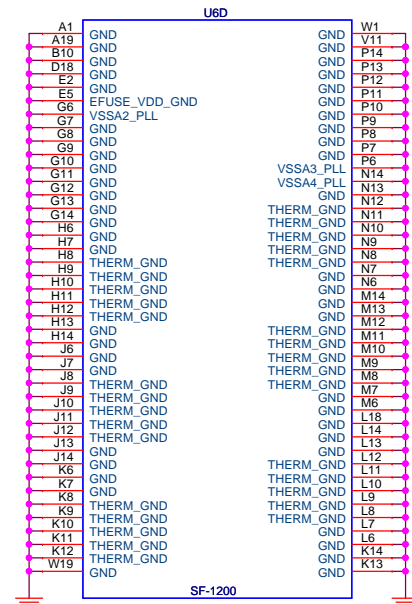 U6D
A1 GND GND W1
A19 GND GND V11
B10 GND GND P14
D18 GND GND P13
E2 GND GND P12
E5 EFUSE_VDD_GND GND P11
G6 VSSA2_PLL GND P10
G7 GND GND P9
G8 GND GND P8
G9 GND GND P7
G10 GND VSSA3_PLL P6
G11 GND VSSA4_PLL N14
G12 GND GND N13
G13 GND THERM_GND N12
G14 GND THERM_GND N11
H6 GND THERM_GND N10
H7 GND THERM_GND N9
H8 THERM_GND THERM_GND N8
H9 THERM_GND GND N7
H10 THERM_GND GND N6
H11 THERM_GND GND M14
H12 THERM_GND GND M13
H13 GND THERM_GND M12
H14 GND THERM_GND M11
J6 GND THERM_GND M10
J7 GND THERM_GND M9
J8 THERM_GND THERM_GND M8
J9 THERM_GND GND M7
J10 THERM_GND GND M6
J11 THERM_GND GND L18
J12 THERM_GND GND L14
J13 GND GND L13
J14 GND THERM_GND L12
K6 GND THERM_GND L11
K7 GND THERM_GND L10
K8 THERM_GND THERM_GND L9
K9 THERM_GND THERM_GND L8
K10 THERM_GND GND L7
K11 THERM_GND GND L6
K12 THERM_GND GND K14
W19 GND GND K13
SF-1200